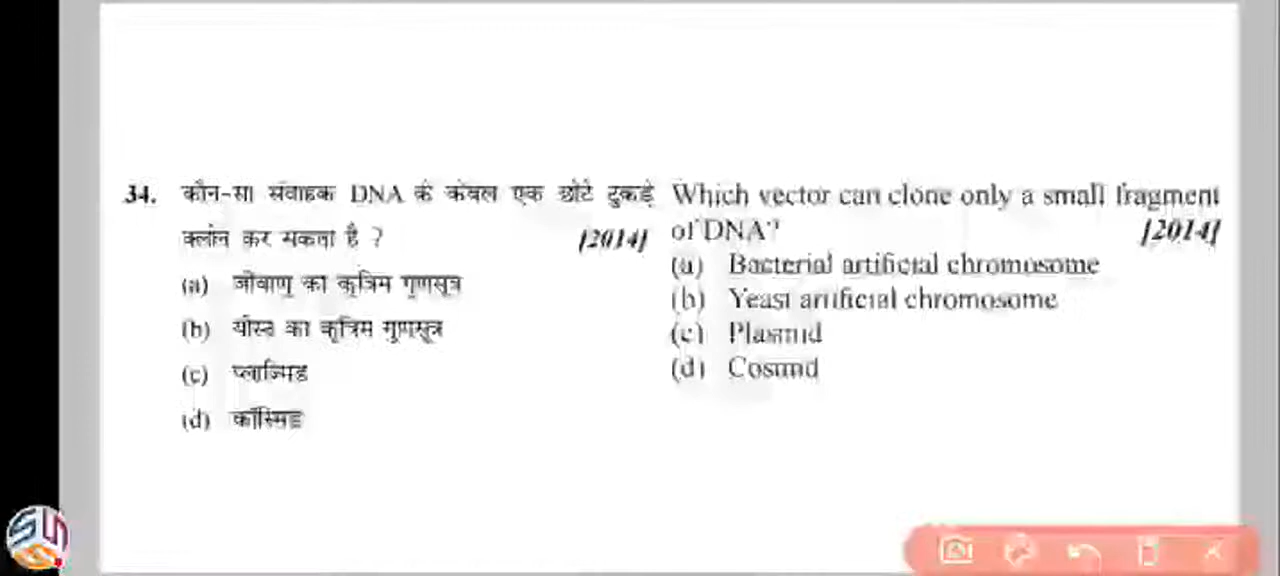 34. कौन-सा संवाहक DNA के केवल एक छोटे टुकड़े
क्लोन कर सकता है ? [2014]
(a) जीवाणु का कृत्रिम गुणसूत्र
(b) यीस्ट का कृत्रिम गुणसूत्र
(c) प्लाज्मिड
(d) कॉस्मिड
Which vector can clone only a small fragment
of DNA? [2014]
(a) Bacterial artificial chromosome
(b) Yeast artificial chromosome
(c) Plasmid
(d) Cosmid